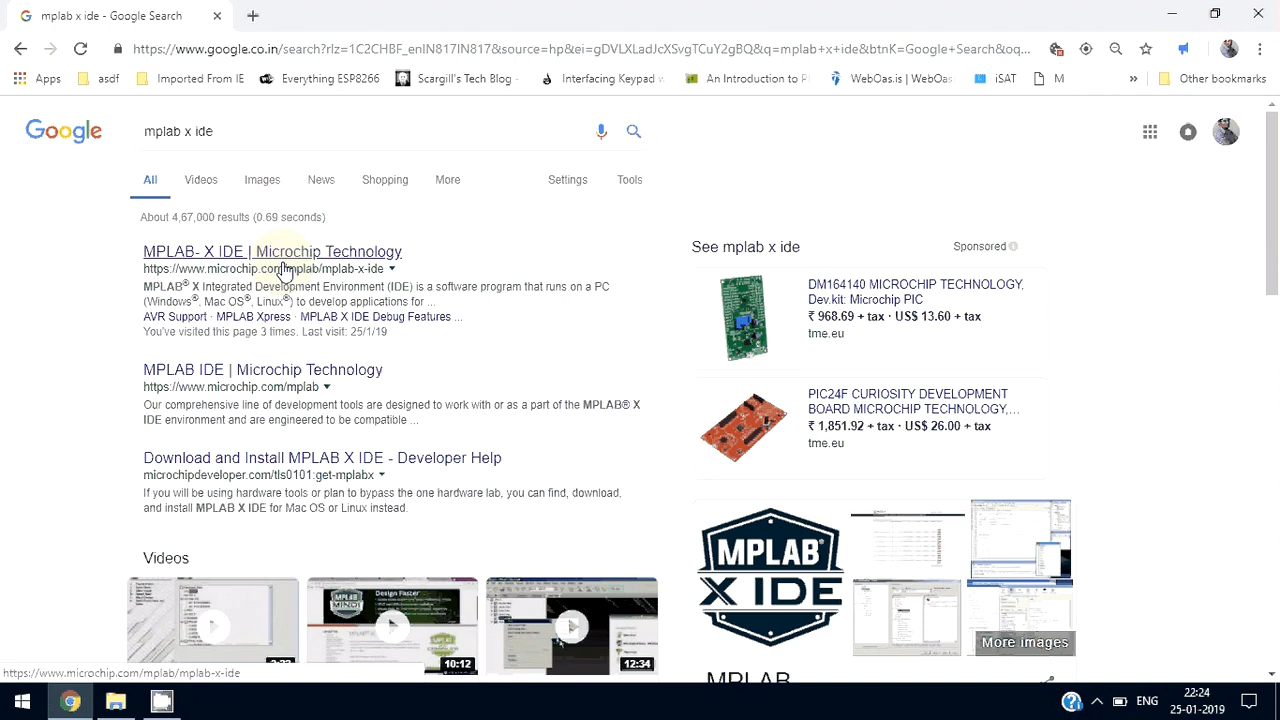 mplab x ide - Google Search
https://www.google.co.in/search?rlz=1C2CHBF_enIN817IN817&source=hp&ei=gDVLXLadJcXSvgTCuY2gBQ&q=mplab+x+ide&btnK=Google+Search&oq...
Apps asdf Imported From IE Everything ESP8266 Scargill's Tech Blog - Interfacing Keypad w An Introduction to P WebOas.is | WebOas iSAT M » Other bookmarks
Google mplab x ide
All Videos Images News Shopping More Settings Tools
About 4,67,000 results (0.69 seconds)
MPLAB- X IDE | Microchip Technology
https://www.microchip.com/mplab/mplab-x-ide
MPLAB® X Integrated Development Environment (IDE) is a software program that runs on a PC
(Windows®, Mac OS®, Linux®) to develop applications for ...
AVR Support · MPLAB Xpress · MPLAB X IDE Debug Features ...
You've visited this page 3 times. Last visit: 25/1/19
MPLAB IDE | Microchip Technology
https://www.microchip.com/mplab
Our comprehensive line of development tools are designed to work with or as a part of the MPLAB® X
IDE environment and are engineered to be compatible ...
Download and Install MPLAB X IDE - Developer Help
microchipdeveloper.com/tls0101:get-mplabx
If you will be using hardware tools or plan to bypass the one hardware lab, you can find, download,
and install MPLAB X IDE for Mac OS or Linux instead.
Videos
Design Faster
10:12
12:34
See mplab x ide Sponsored
DM164140 MICROCHIP TECHNOLOGY,
Dev.kit: Microchip PIC
₹ 968.69 + tax · US$ 13.60 + tax
tme.eu
PIC24F CURIOSITY DEVELOPMENT
BOARD MICROCHIP TECHNOLOGY,...
₹ 1,851.92 + tax · US$ 26.00 + tax
tme.eu
MPLAB®
X IDE
More images
MPLAB
https://www.microchip.com/mplab/mplab-x-ide
ENG
22:24
25-01-2019